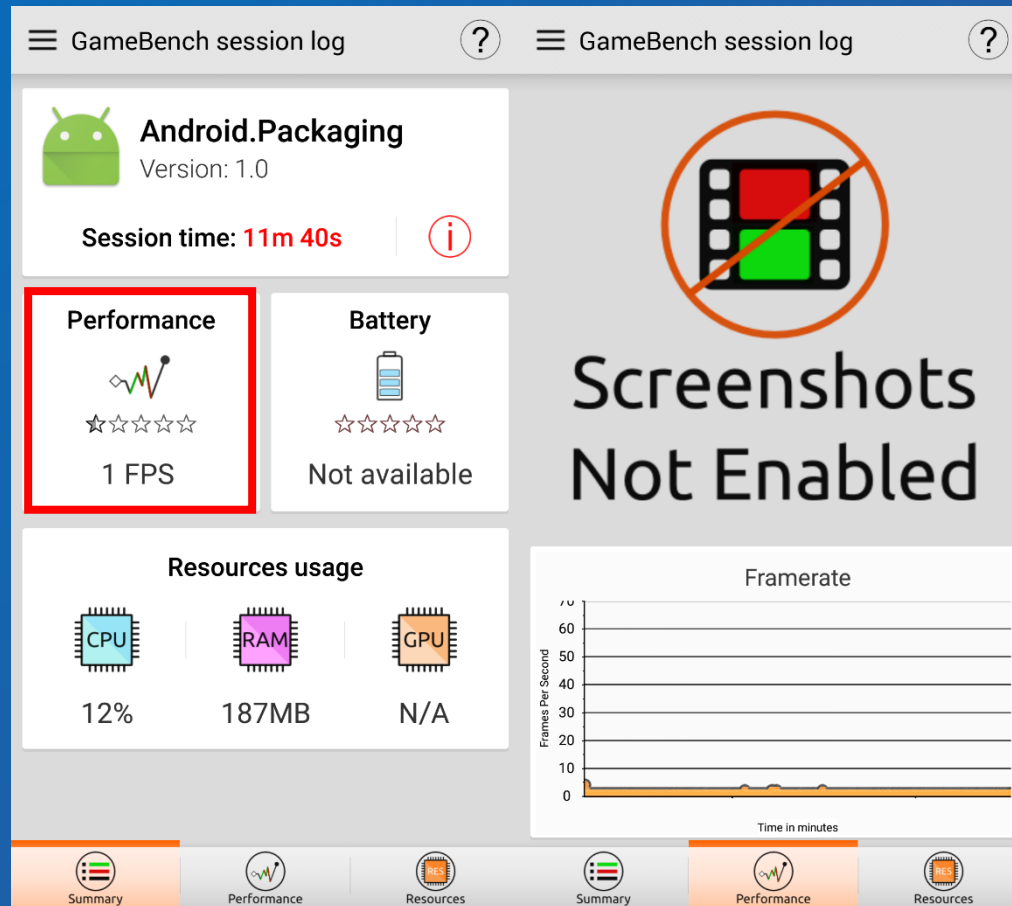 GameBench session log
?
Android.Packaging
Version: 1.0
Session time: 11m 40s
i
Performance
Battery
1 FPS
Not available
Resources usage
CPU
RAM
GPU
12%
187MB
N/A
Summary
Performance
RES
Resources
GameBench session log
?
Screenshots
Not Enabled
Framerate
Frames Per Second
70
60
50
40
30
20
10
0
Time in minutes
Summary
Performance
RES
Resources